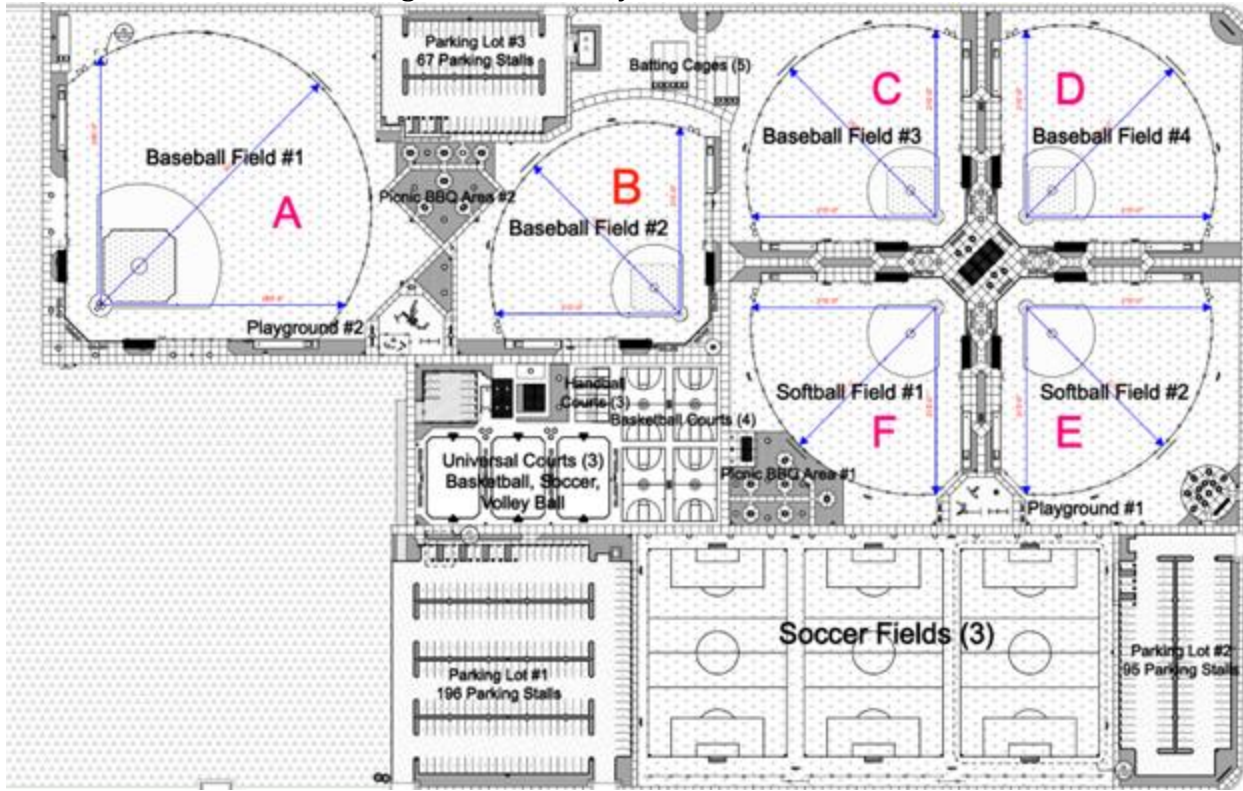 Parking Lot #3
67 Parking Stalls
Batting Cages (5)
C
D
Baseball Field #1
Baseball Field #3
Baseball Field #4
A
Picnic BBQ Area #2
B
Baseball Field #2
Playground #2
Handball
Courts (3)
Basketball Courts (4)
Softball Field #1
Softball Field #2
F
E
Universal Courts (3)
Basketball, Soccer,
Volley Ball
Picnic BBQ Area #1
Playground #1
Soccer Fields (3)
Parking Lot #1
196 Parking Stalls
Parking Lot #2
95 Parking Stalls